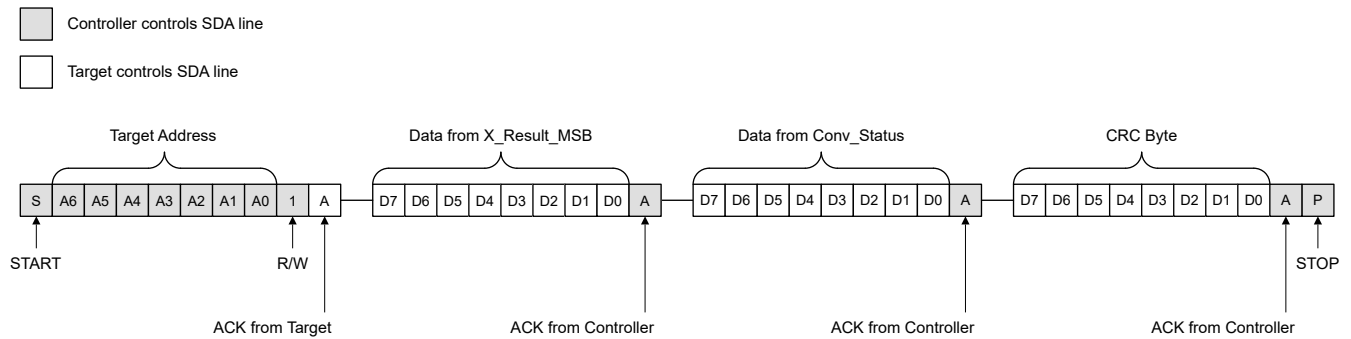 Controller controls SDA line
Target controls SDA line
Target Address
Data from X_Result_MSB
Data from Conv_Status
CRC Byte
S A6 A5 A4 A3 A2 A1 A0 1 A D7 D6 D5 D4 D3 D2 D1 D0 A D7 D6 D5 D4 D3 D2 D1 D0 A D7 D6 D5 D4 D3 D2 D1 D0 A P
START
R/W
STOP
ACK from Target
ACK from Controller
ACK from Controller
ACK from Controller